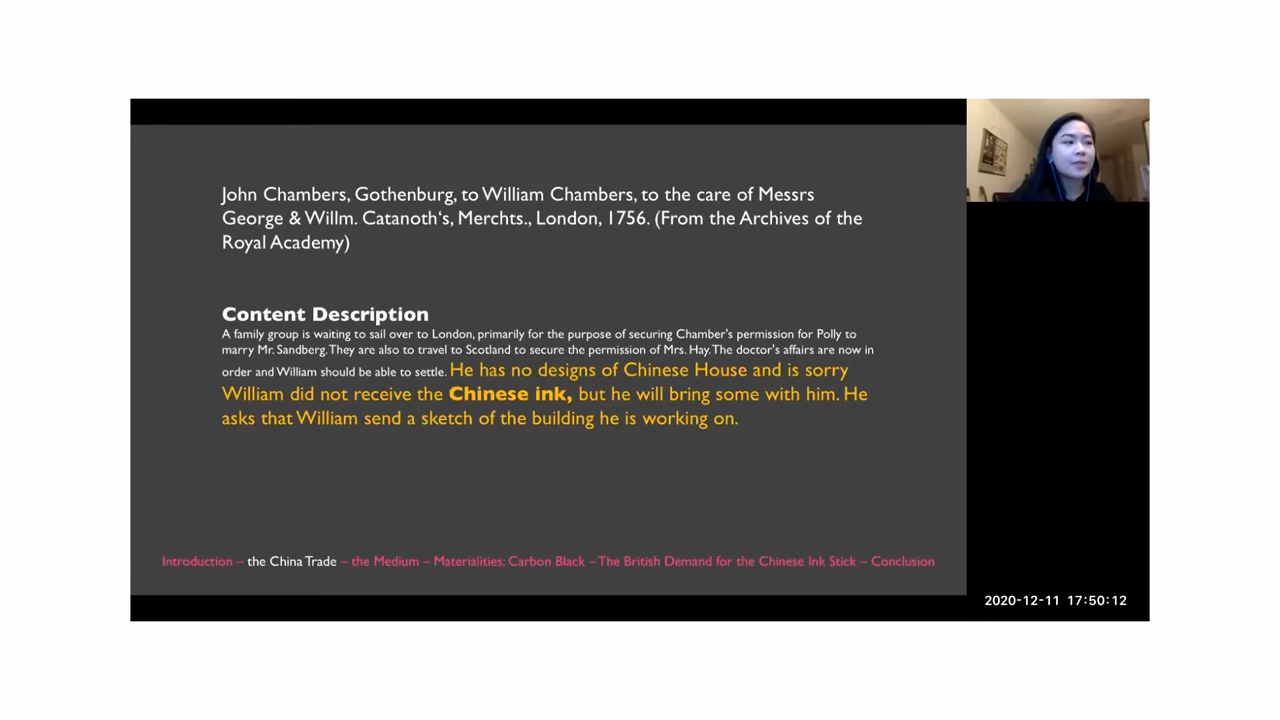 John Chambers, Gothenburg, to William Chambers, to the care of Messrs
George & Willm. Catanoth‘s, Merchts., London, 1756. (From the Archives of the
Royal Academy)
Content Description
A family group is waiting to sail over to London, primarily for the purpose of securing Chamber's permission for Polly to
marry Mr. Sandberg. They are also to travel to Scotland to secure the permission of Mrs. Hay. The doctor's affairs are now in
order and William should be able to settle. He has no designs of Chinese House and is sorry
William did not receive the Chinese ink, but he will bring some with him. He
asks that William send a sketch of the building he is working on.
Introduction – the China Trade – the Medium – Materialities: Carbon Black – The British Demand for the Chinese Ink Stick – Conclusion
2020-12-11 17:50:12